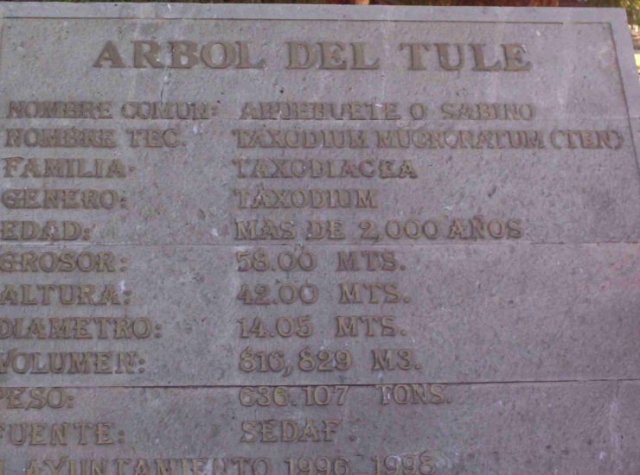 ARBOL DEL TULE
NOMBRE COMUN: AHUEHUETE O SABINO
NOMBRE TEC. TAXODIUM MUCRONATUM (TEN)
FAMILIA: TAXODIACEA
GENERO: TAXODIUM
EDAD: MAS DE 2,000 AÑOS
GROSOR: 58.00 MTS.
ALTURA: 42.00 MTS.
DIAMETRO: 14.05 MTS.
VOLUMEN: 816,829 M3.
PESO: 636.107 TONS.
FUENTE: SEDAF.
AYUNTAMIENTO 1996 1998